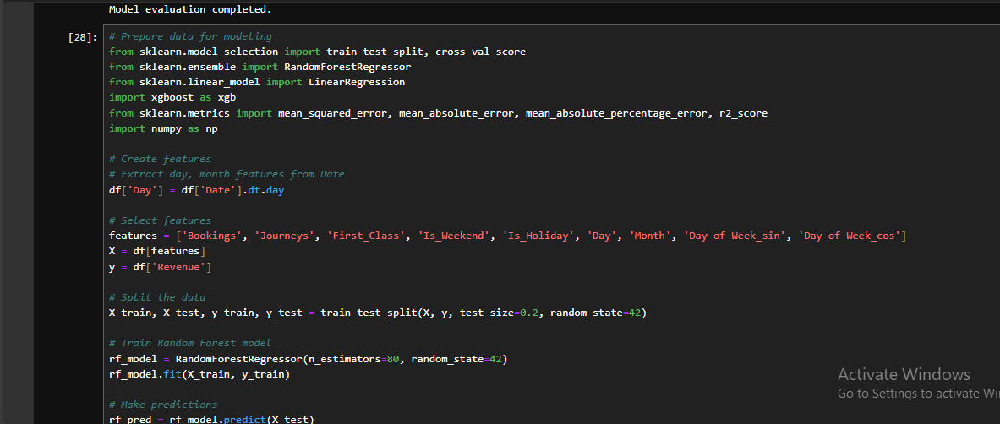 Model evaluation completed.
[28]: # Prepare data for modeling
from sklearn.model_selection import train_test_split, cross_val_score
from sklearn.ensemble import RandomForestRegressor
from sklearn.linear_model import LinearRegression
import xgboost as xgb
from sklearn.metrics import mean_squared_error, mean_absolute_error, mean_absolute_percentage_error, r2_score
import numpy as np
# Create features
# Extract day, month features from Date
df['Day'] = df['Date'].dt.day
# Select features
features = ['Bookings', 'Journeys', 'First_Class', 'Is_Weekend', 'Is_Holiday', 'Day', 'Month', 'Day of Week_sin', 'Day of Week_cos']
X = df[features]
y = df['Revenue']
# Split the data
X_train, X_test, y_train, y_test = train_test_split(X, y, test_size=0.2, random_state=42)
# Train Random Forest model
rf_model = RandomForestRegressor(n_estimators=80, random_state=42)
rf_model.fit(X_train, y_train)
Activate Windows
Go to Settings to activate Wi
# Make predictions
rf_pred = rf_model.predict(X_test)